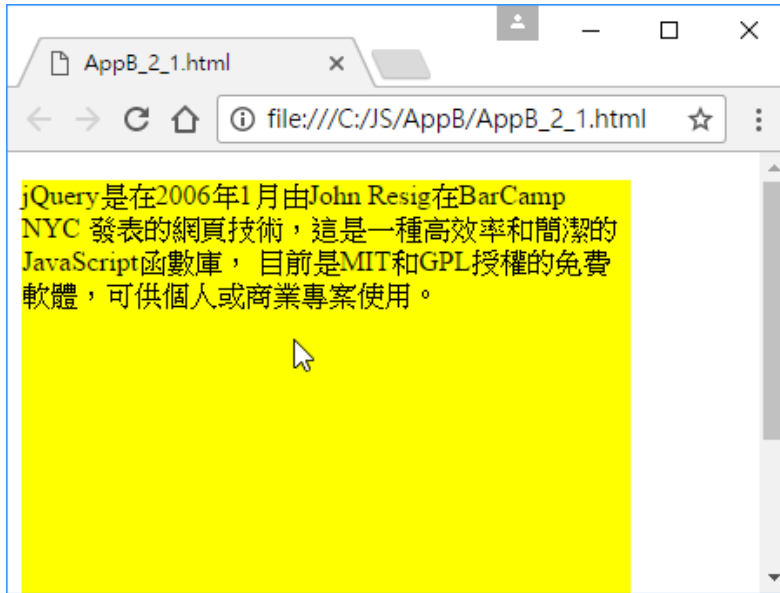 AppB_2_1.html
file:///C:/JS/AppB/AppB_2_1.html
jQuery是在2006年1月由John Resig在BarCamp
NYC 發表的網頁技術，這是一種高效率和簡潔的
JavaScript函數庫， 目前是MIT和GPL授權的免費
軟體，可供個人或商業專案使用。